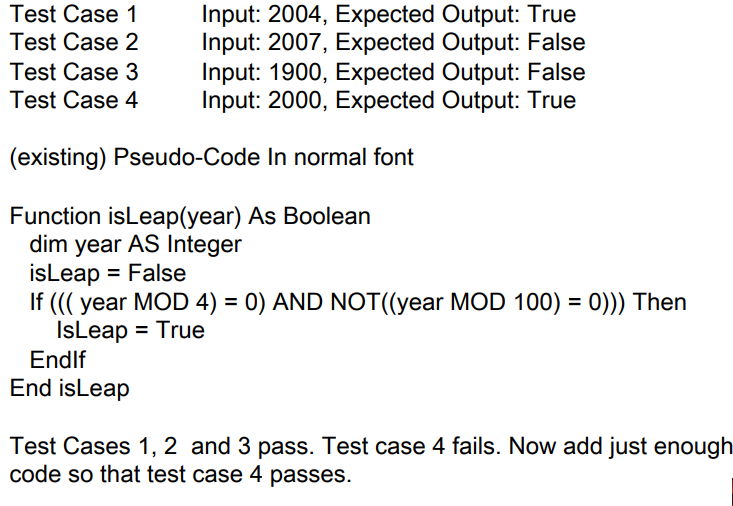 Test Case 1 Input: 2004, Expected Output: True
Test Case 2 Input: 2007, Expected Output: False
Test Case 3 Input: 1900, Expected Output: False
Test Case 4 Input: 2000, Expected Output: True
(existing) Pseudo-Code In normal font
Function isLeap(year) As Boolean
dim year AS Integer
isLeap = False
If ((( year MOD 4) = 0) AND NOT((year MOD 100) = 0))) Then
IsLeap = True
EndIf
End isLeap
Test Cases 1, 2 and 3 pass. Test case 4 fails. Now add just enough
code so that test case 4 passes.